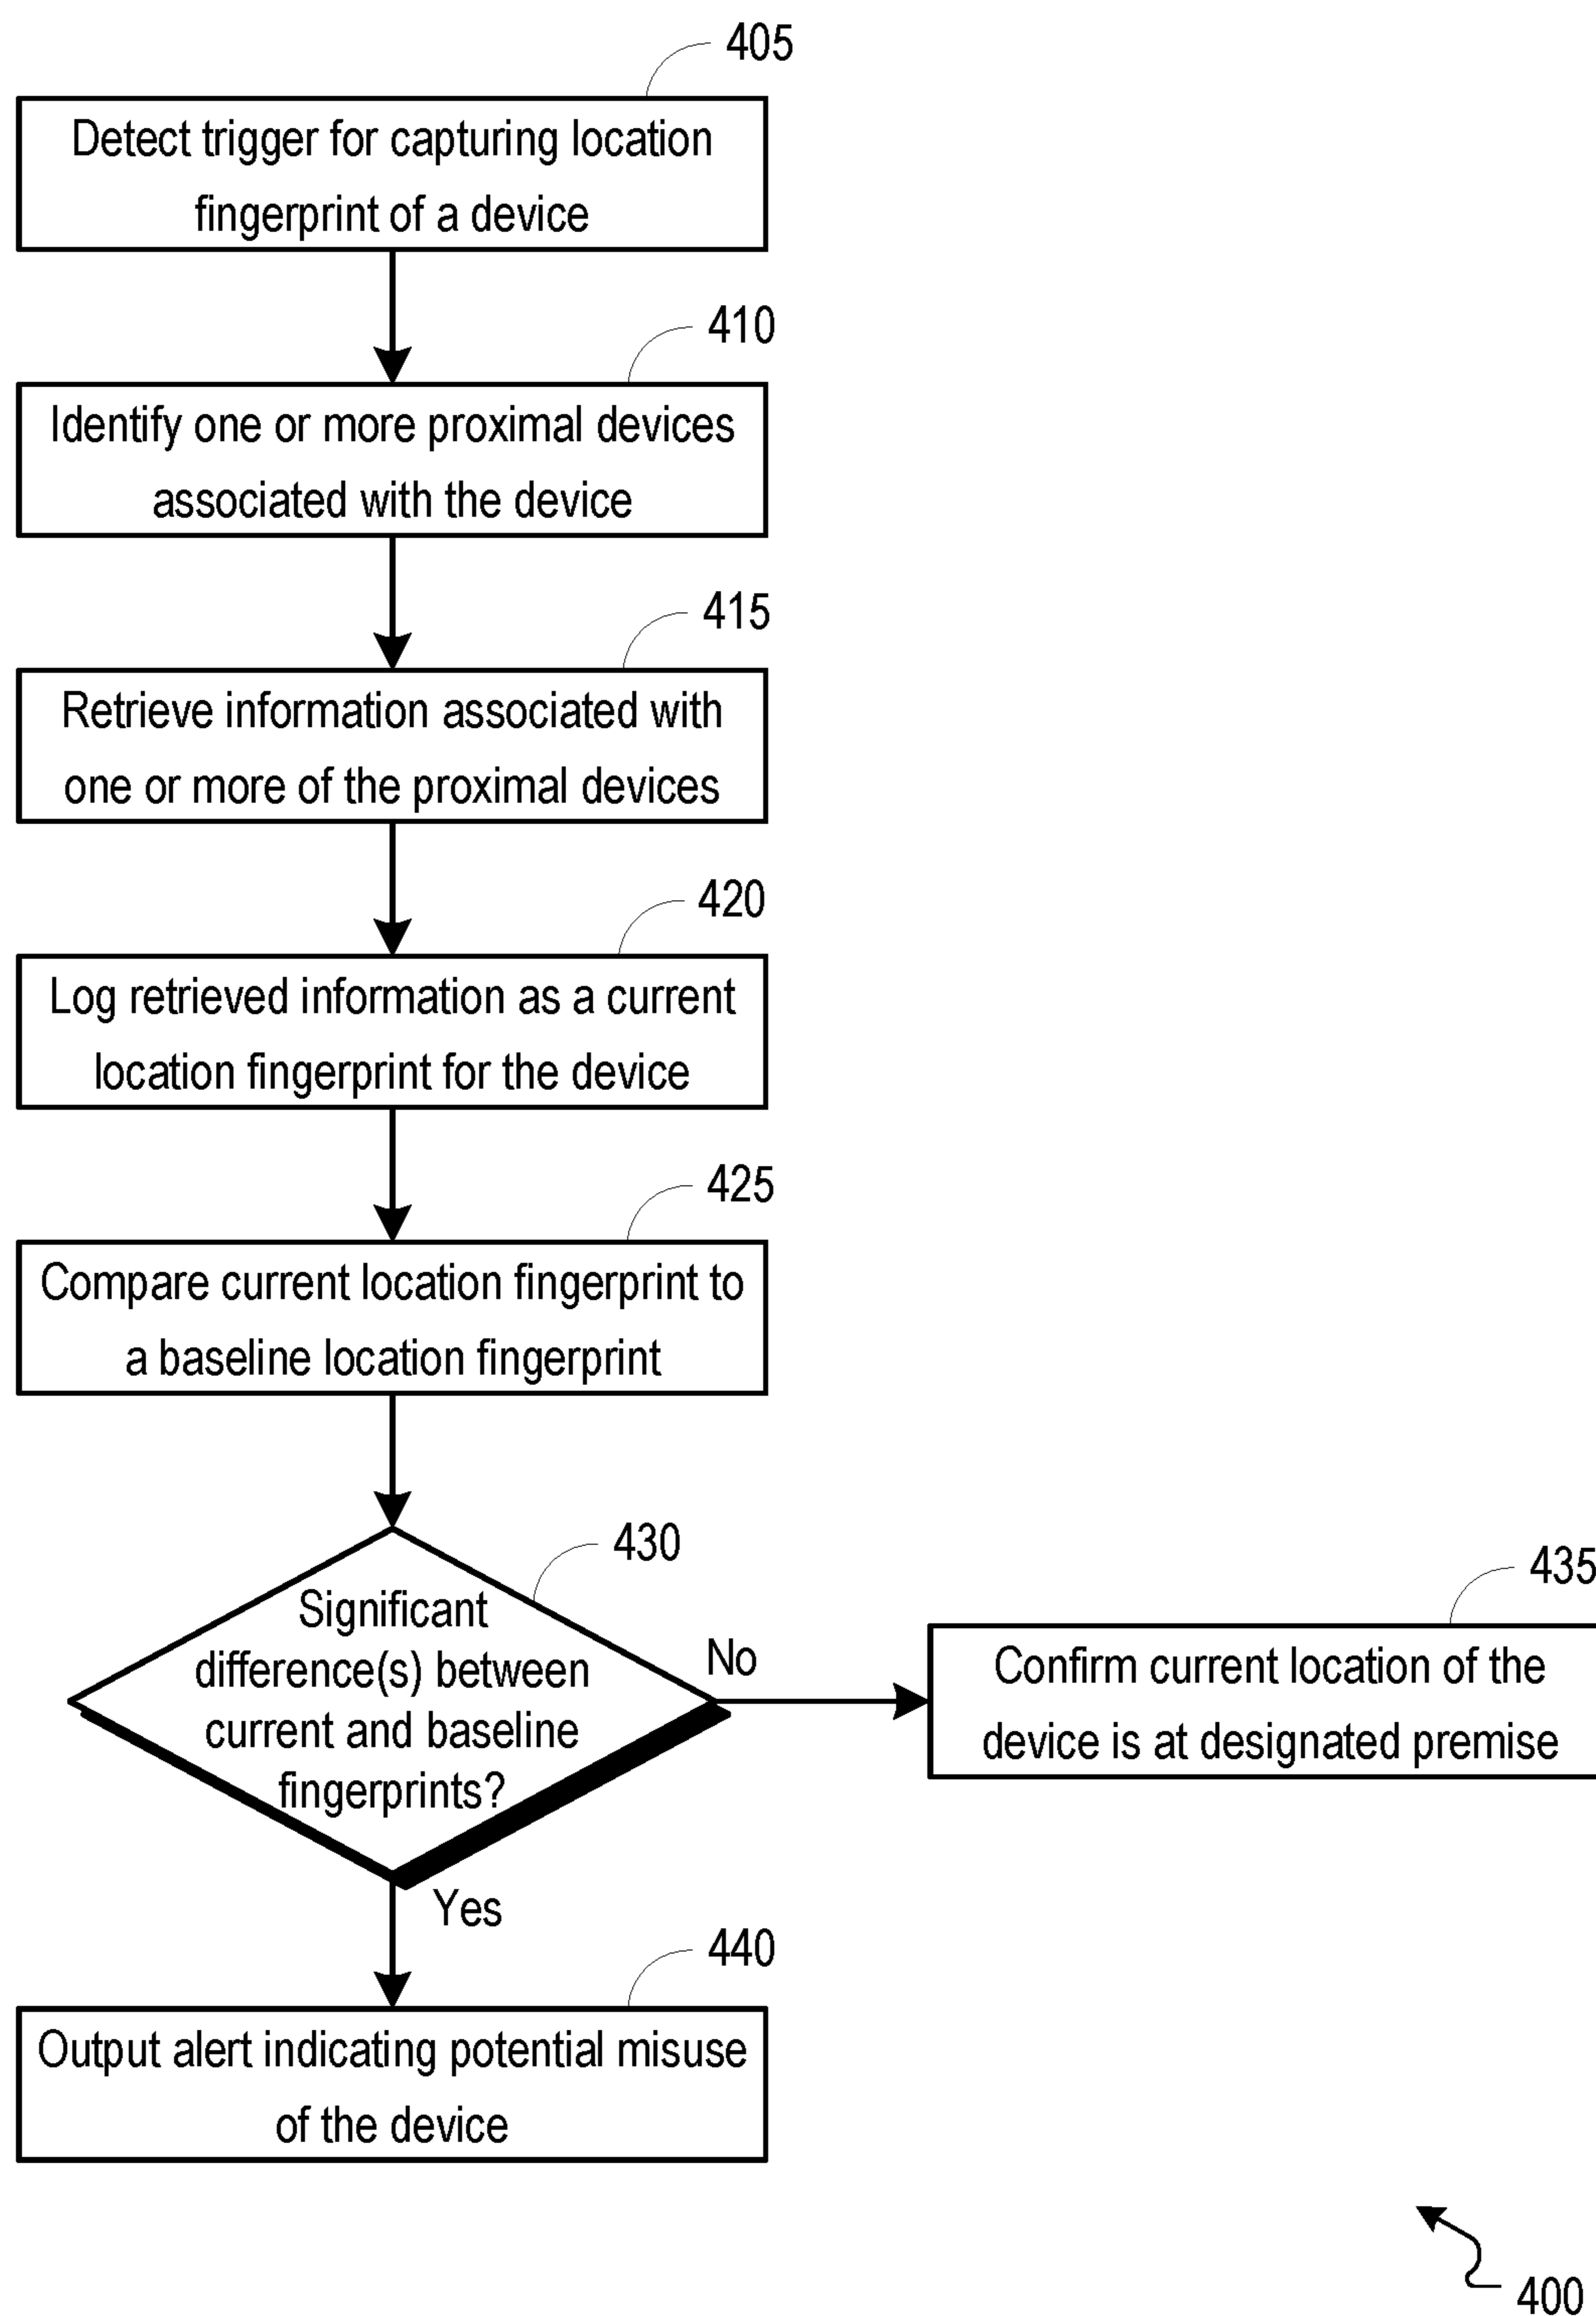 405
Detect trigger for capturing location
fingerprint of a device
410
Identify one or more proximal devices
associated with the device
415
Retrieve information associated with
one or more of the proximal devices
420
Log retrieved information as a current
location fingerprint for the device
425
Compare current location fingerprint to
a baseline location fingerprint
430
Significant
difference(s) between
current and baseline
fingerprints?
No
435
Confirm current location of the
device is at designated premise
Yes
440
Output alert indicating potential misuse
of the device
400